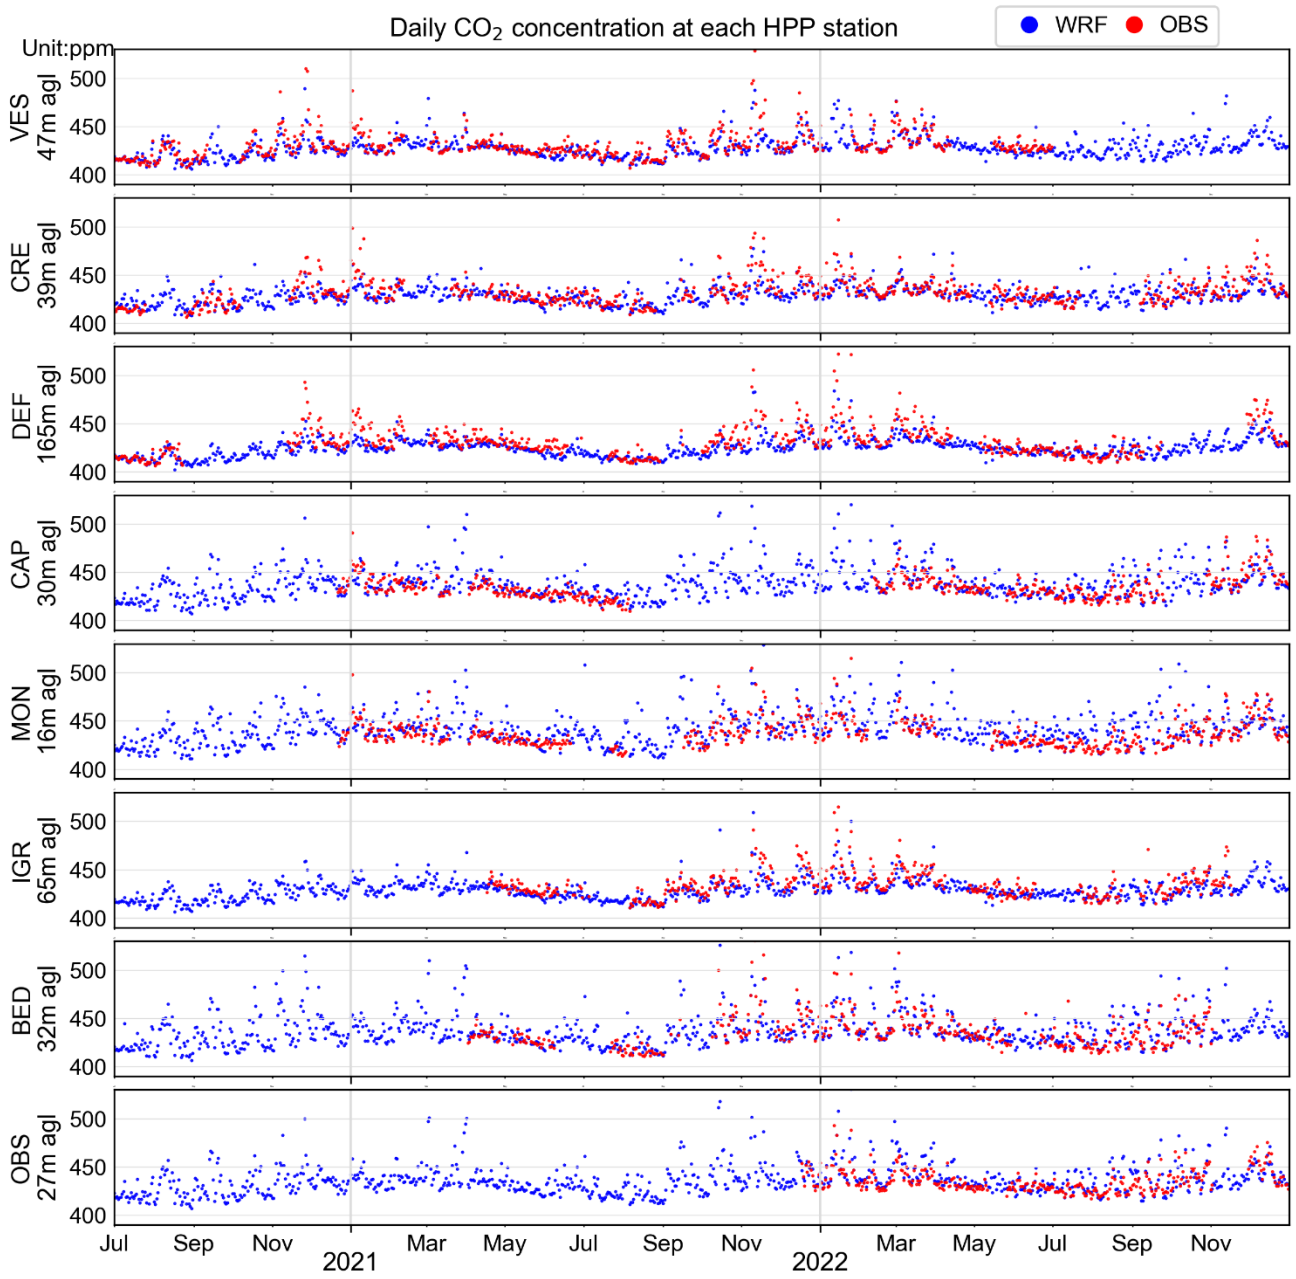 Daily CO₂ concentration at each HPP station
WRF OBS
Unit:ppm
VES
47m agl
500
450
400
CRE
39m agl
500
450
400
DEF
165m agl
500
450
400
CAP
30m agl
500
450
400
MON
16m agl
500
450
400
IGR
65m agl
500
450
400
BED
32m agl
500
450
400
OBS
27m agl
500
450
400
Jul Sep Nov Mar May Jul Sep Nov Mar May Jul Sep Nov
2021 2022